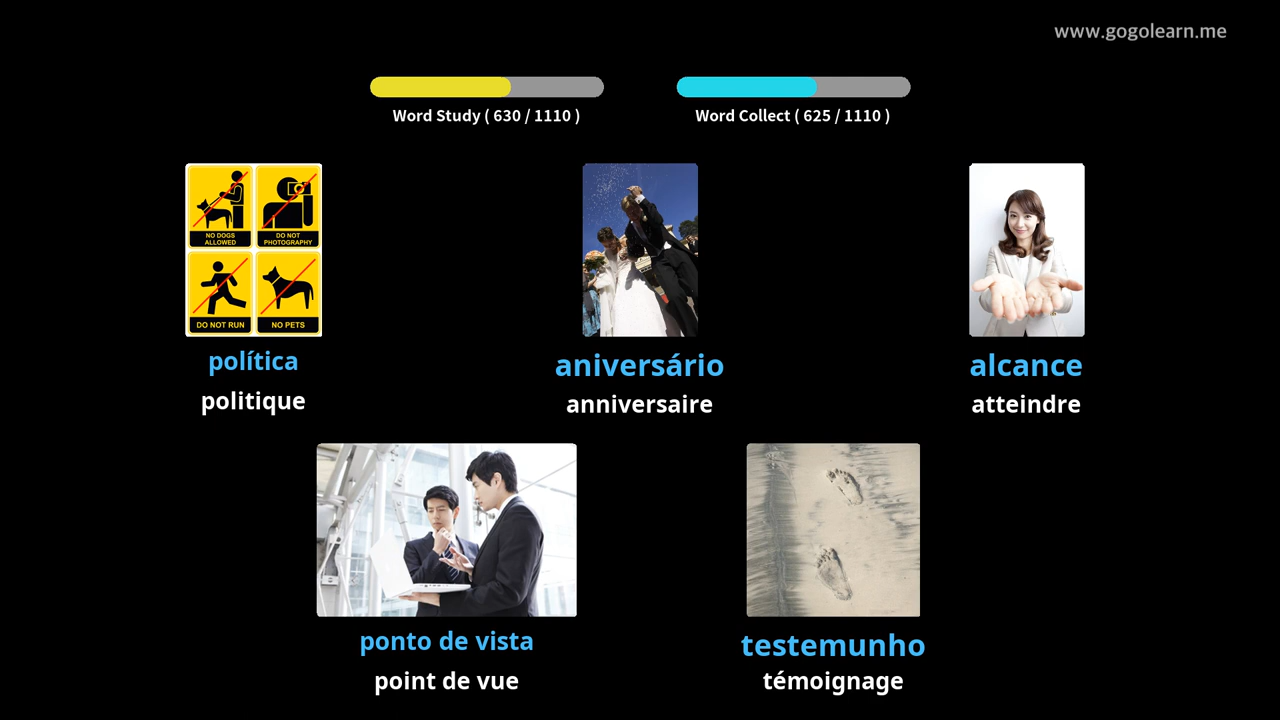 www.gogolearn.me
Word Study ( 630 / 1110 )
Word Collect ( 625 / 1110 )
NO DOGS
ALLOWED
DO NOT
PHOTOGRAPHY
DO NOT RUN
NO PETS
política
politique
aniversário
anniversaire
alcance
atteindre
ponto de vista
point de vue
testemunho
témoignage